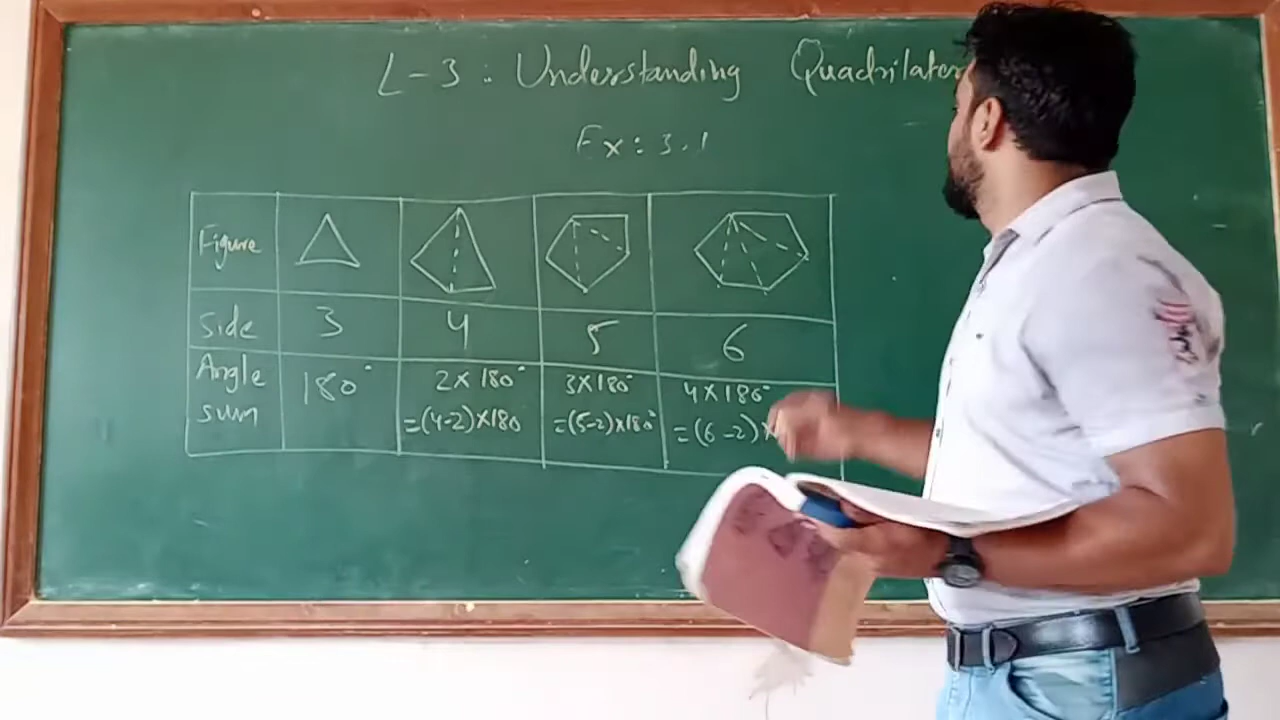 L-3 : Understanding Quadrilater
Ex: 3.1
Figure
Side 3 4 5 6
Angle sum 180° 2×180° 3×180° 4×180°
=(4-2)×180 =(5-2)×180° =(6-2)×